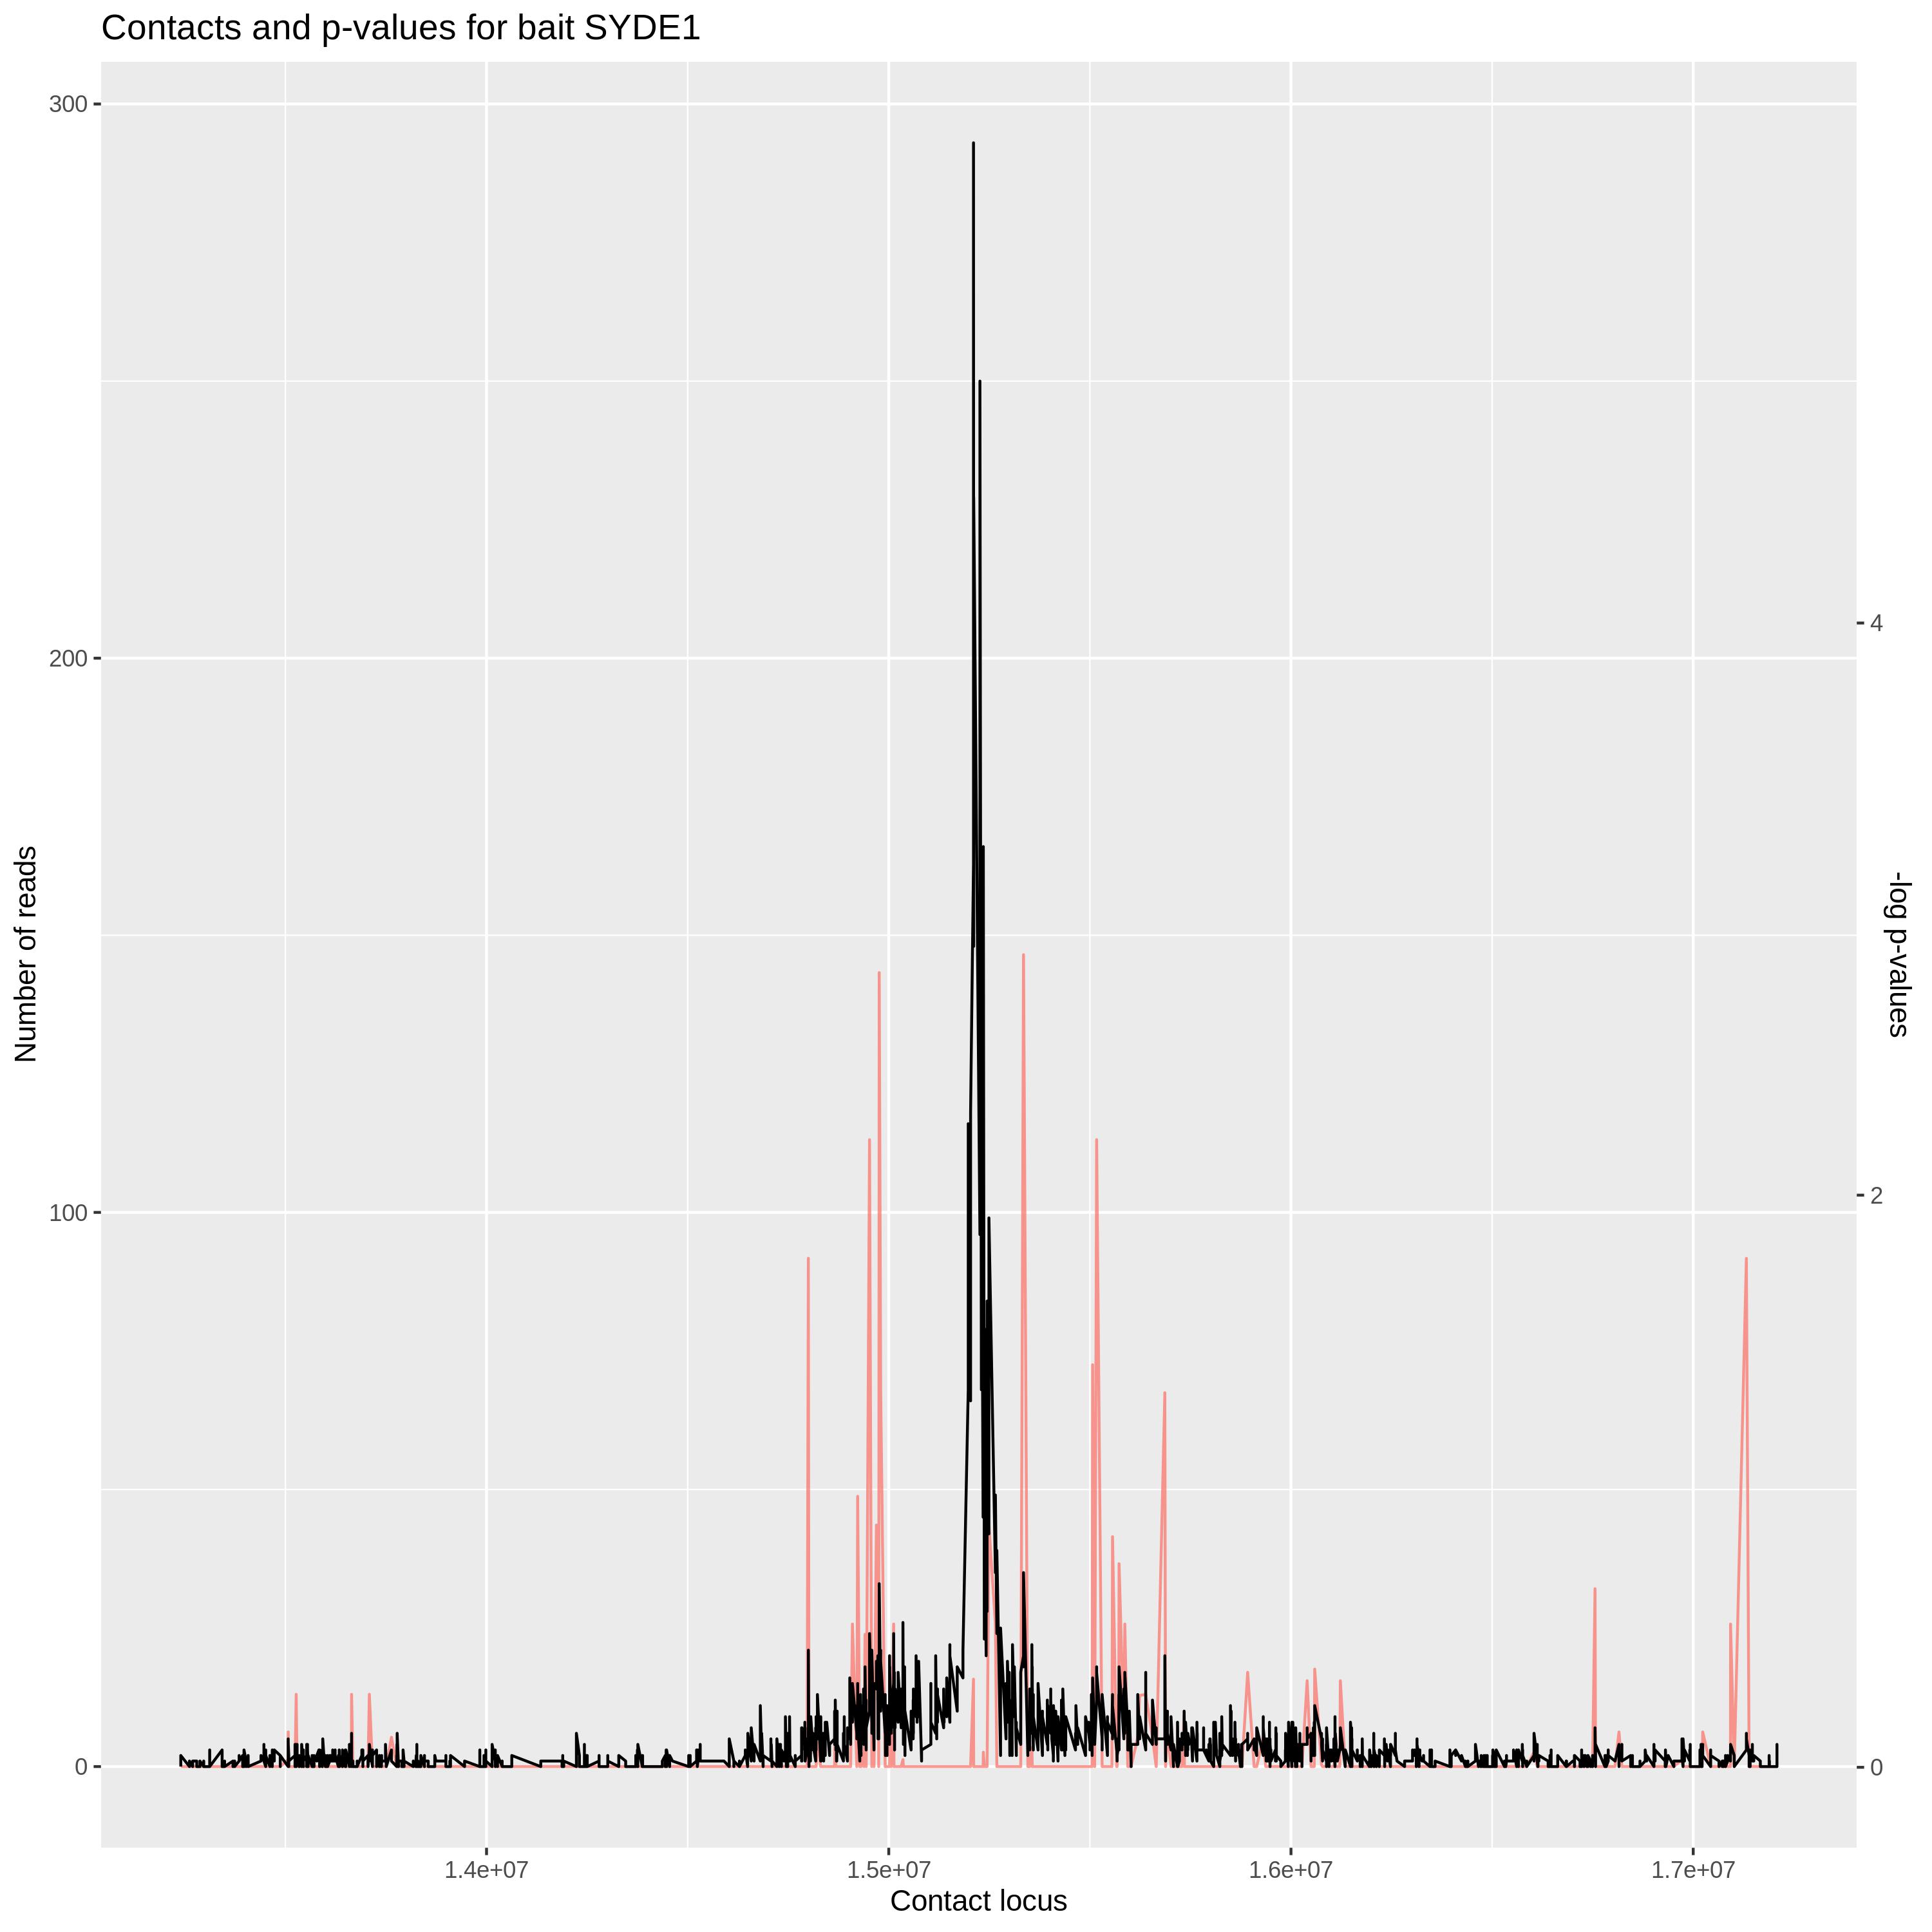 Contacts and p-values for bait SYDE1
300
200
100
0
Number of reads
4
2
0
-log p-values
1.4e+07
1.5e+07
1.6e+07
1.7e+07
Contact locus